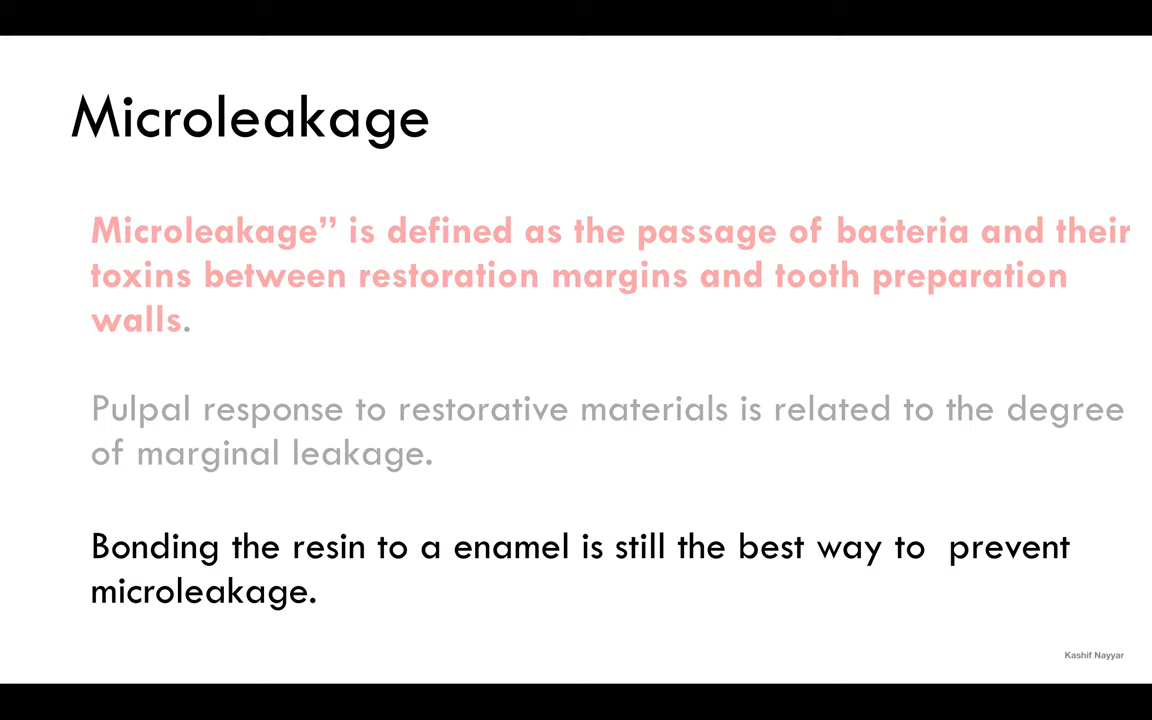 Microleakage
Microleakage” is defined as the passage of bacteria and their
toxins between restoration margins and tooth preparation
walls.
Pulpal response to restorative materials is related to the degree
of marginal leakage.
Bonding the resin to a enamel is still the best way to  prevent
microleakage.
Kashif Nayyar